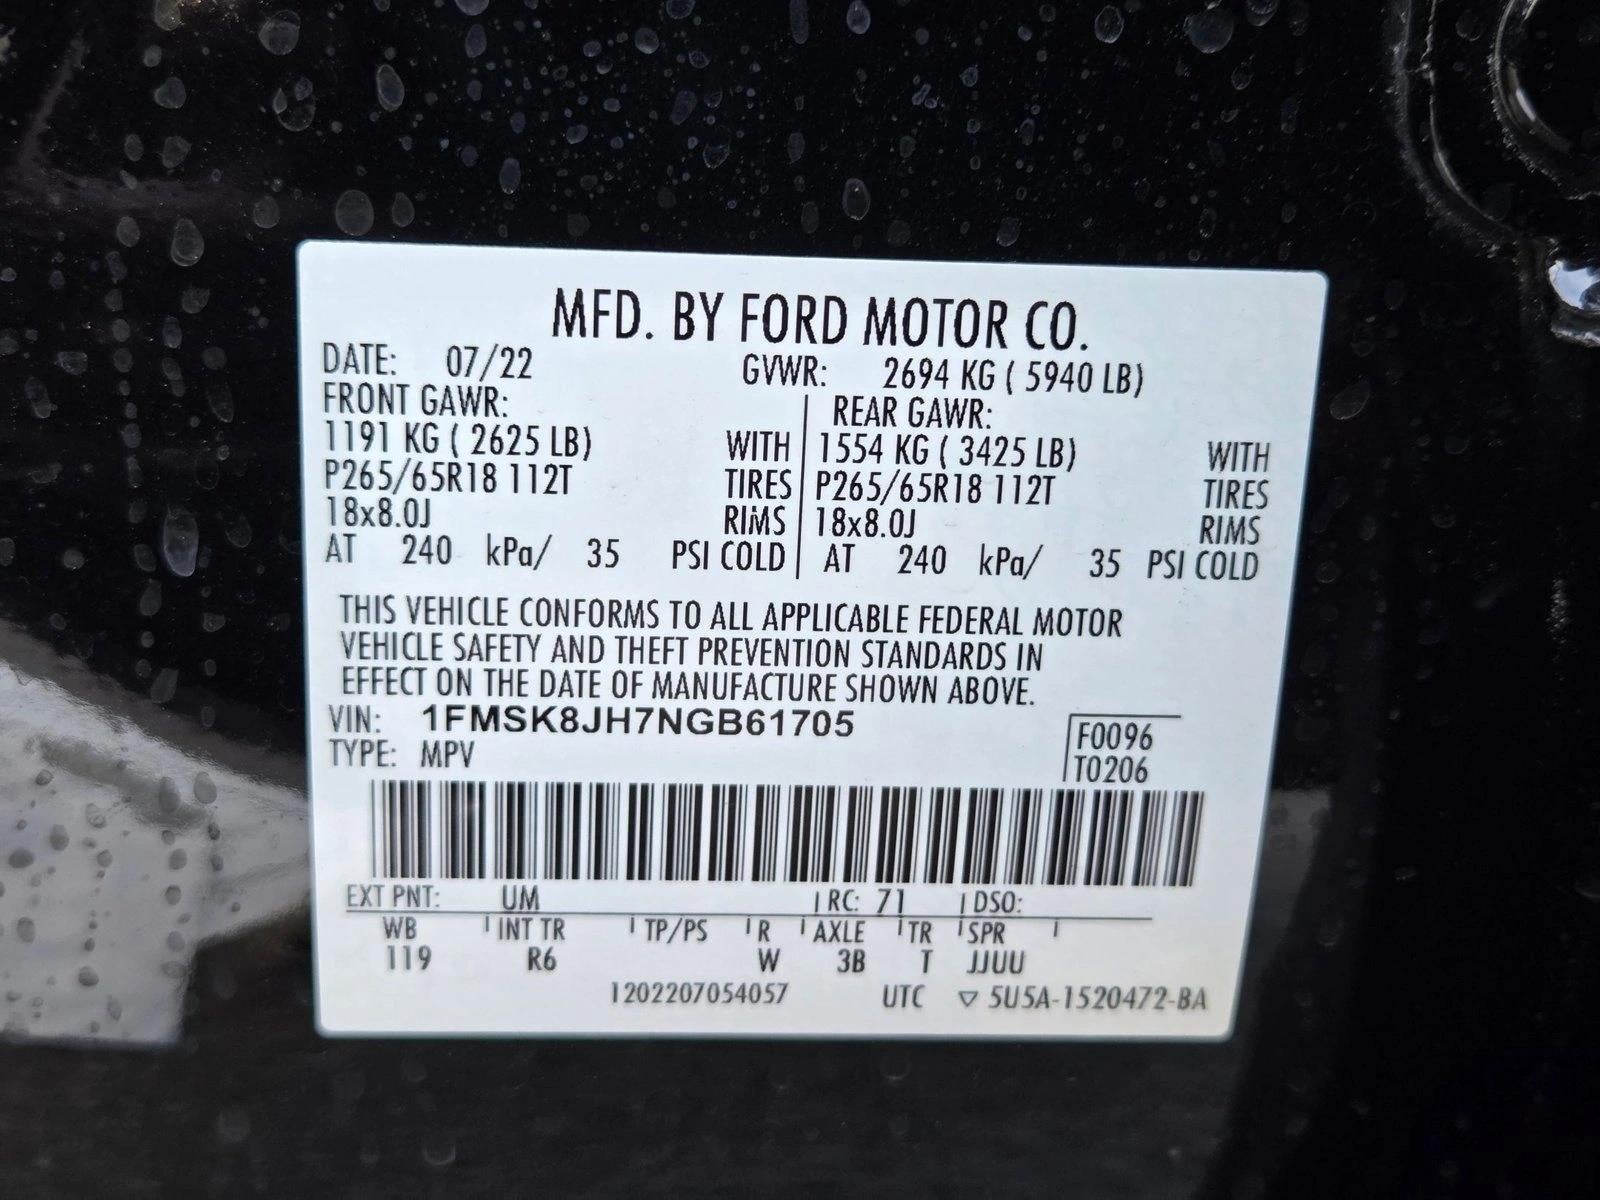 MFD. BY FORD MOTOR CO.
DATE: 07/22 GVWR: 2694 KG ( 5940 LB)
FRONT GAWR: REAR GAWR:
1191 KG ( 2625 LB) WITH 1554 KG ( 3425 LB) WITH
P265/65R18 112T TIRES P265/65R18 112T TIRES
18x8.0J RIMS 18x8.0J RIMS
AT 240 kPa/ 35 PSI COLD AT 240 kPa/ 35 PSI COLD
THIS VEHICLE CONFORMS TO ALL APPLICABLE FEDERAL MOTOR
VEHICLE SAFETY AND THEFT PREVENTION STANDARDS IN
EFFECT ON THE DATE OF MANUFACTURE SHOWN ABOVE.
VIN: 1FMSK8JH7NGB61705 F0096
TYPE: MPV T0206
EXT PNT: UM RC: 71 DSO:
WB INT TR TP/PS R AXLE TR SPR
119 R6 W 3B T JJUU
1202207054057 UTC ▽ 5U5A-1520472-BA